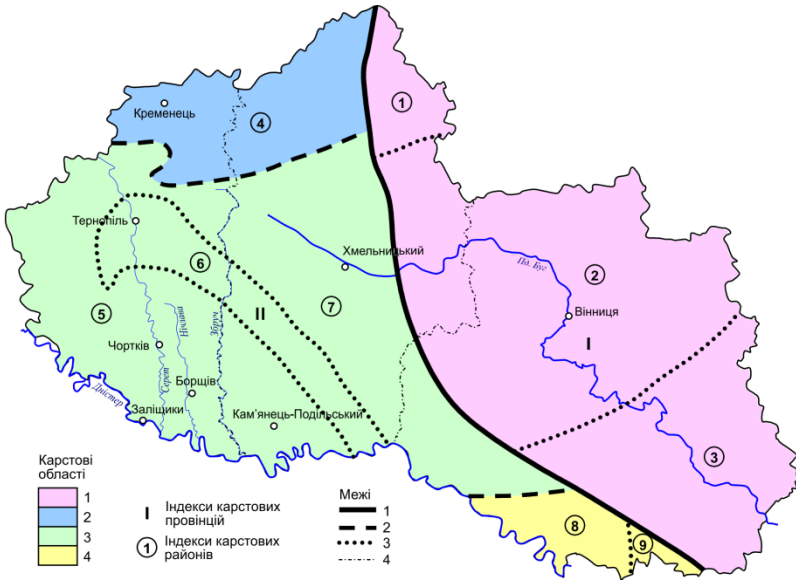 1
Кременець
4
Тернопіль
Хмельницький
6
Пд. Буг
2
5
II
7
Вінниця
Нічлава
Збруч
I
Чортків
Серет
Борщів
Дністер
Заліщики
Кам'янець-Подільський
3
8
9
Карстові
області
1
2
3
4
I Індекси карстових
провінцій
1 Індекси карстових
районів
Межі
1
2
3
4